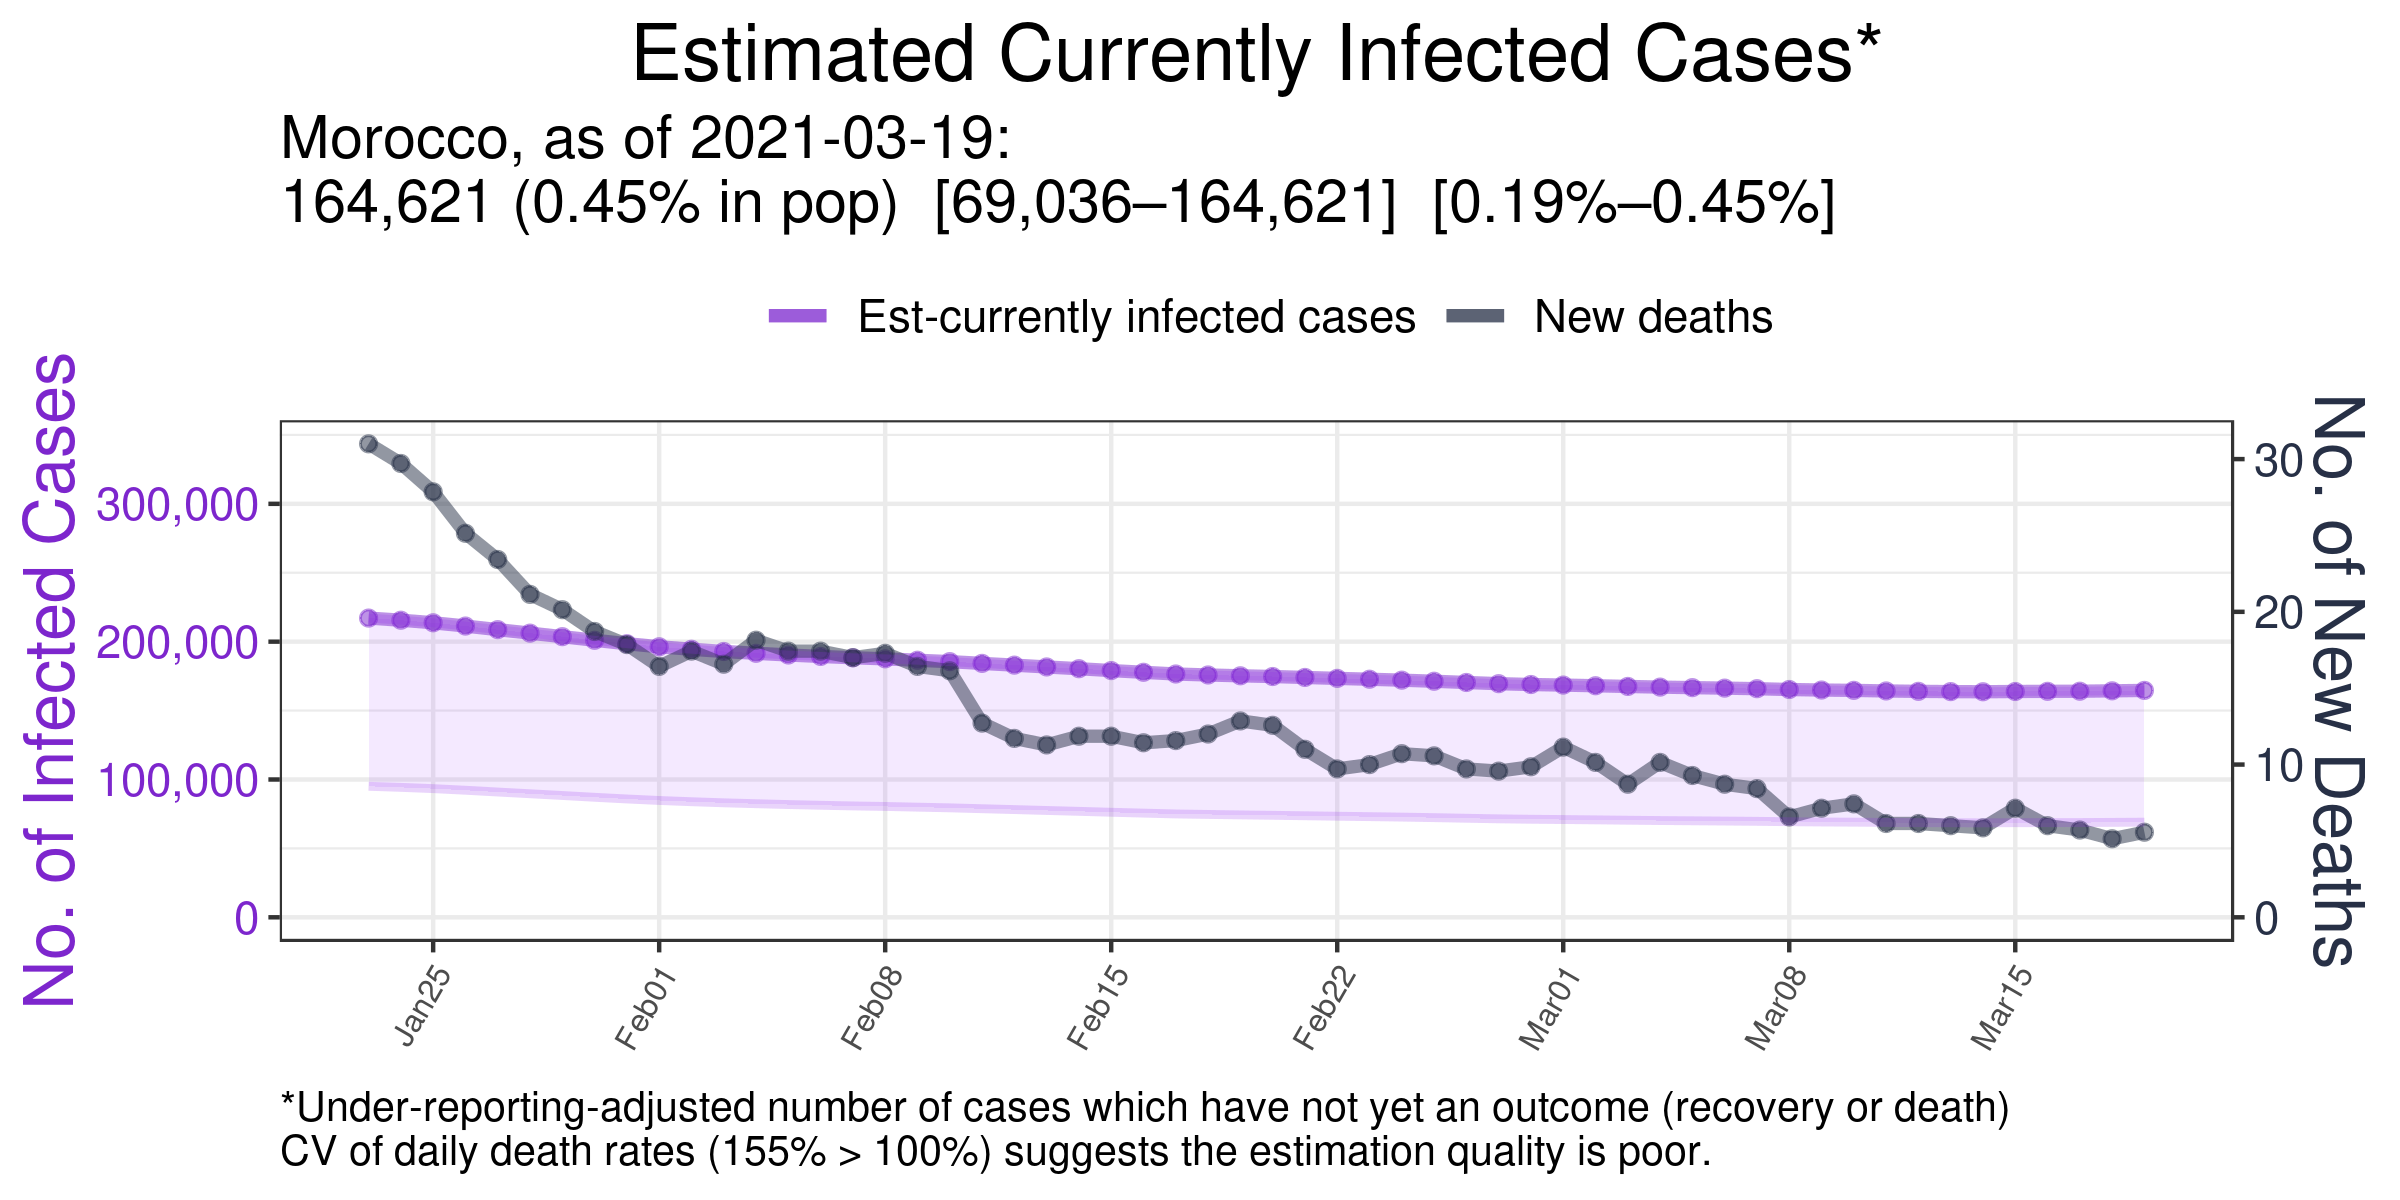 Estimated Currently Infected Cases*
Morocco, as of 2021-03-19:
164,621 (0.45% in pop)  [69,036–164,621]  [0.19%–0.45%]
Est-currently infected cases
New deaths
No. of Infected Cases
300,000
200,000
100,000
0
30
20
10
0
No. of New Deaths
Jan25
Feb01
Feb08
Feb15
Feb22
Mar01
Mar08
Mar15
*Under-reporting-adjusted number of cases which have not yet an outcome (recovery or death)
CV of daily death rates (155% > 100%) suggests the estimation quality is poor.